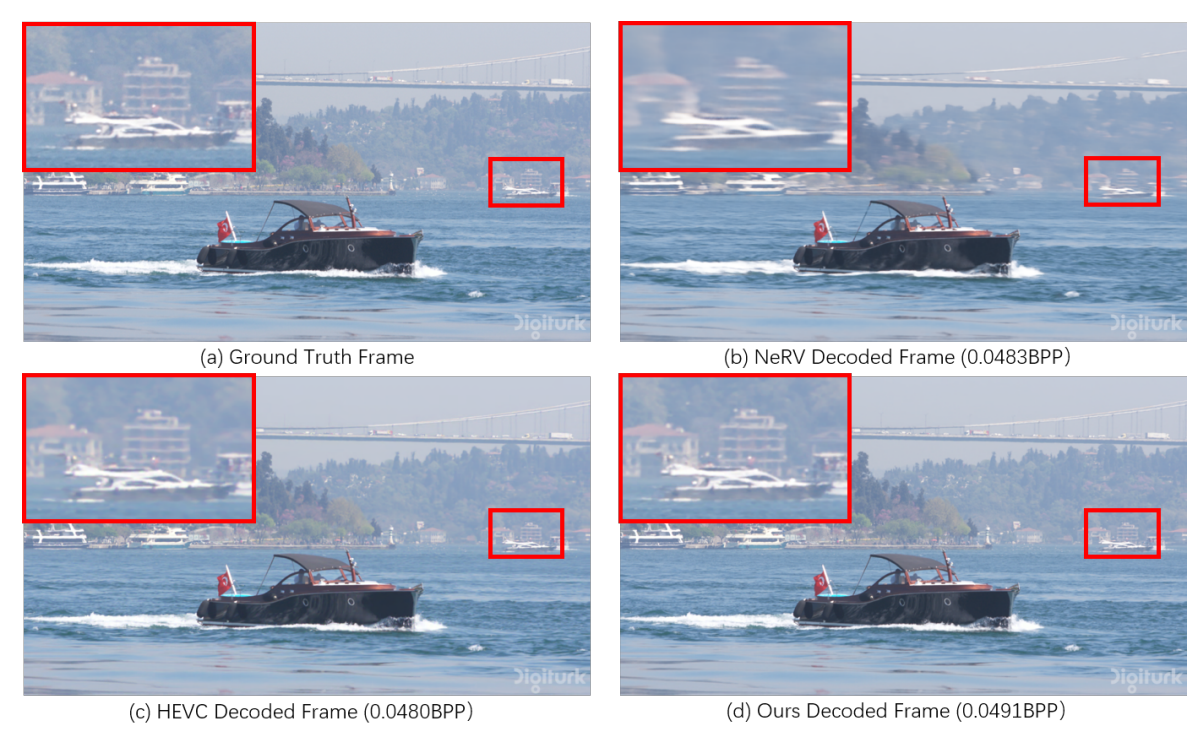 Digiturk
Digiturk
(a) Ground Truth Frame
(b) NeRV Decoded Frame (0.0483BPP)
Digiturk
Digiturk
(c) HEVC Decoded Frame (0.0480BPP)
(d) Ours Decoded Frame (0.0491BPP)